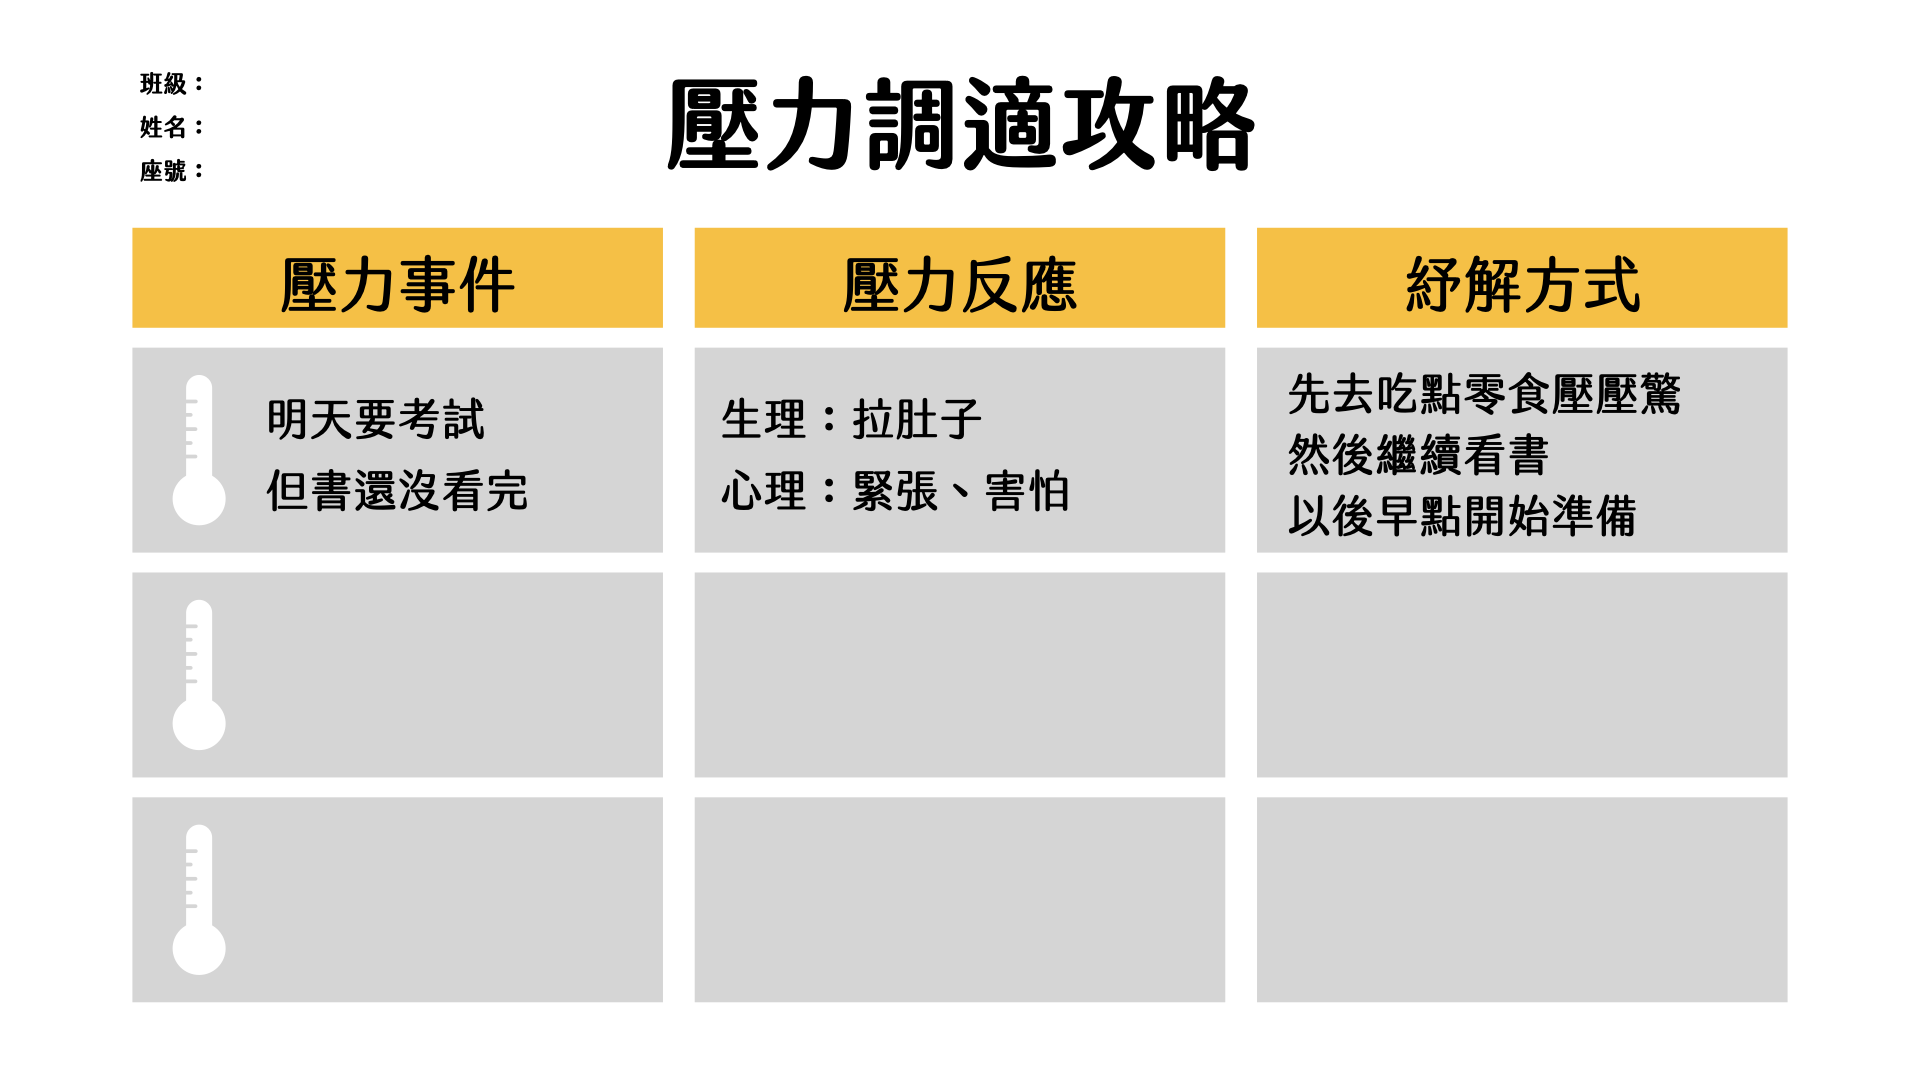 班級：
姓名：
座號：
壓力調適攻略
壓力事件
壓力反應
紓解方式
明天要考試
但書還沒看完
生理：拉肚子
心理：緊張、害怕
先去吃點零食壓壓驚
然後繼續看書
以後早點開始準備